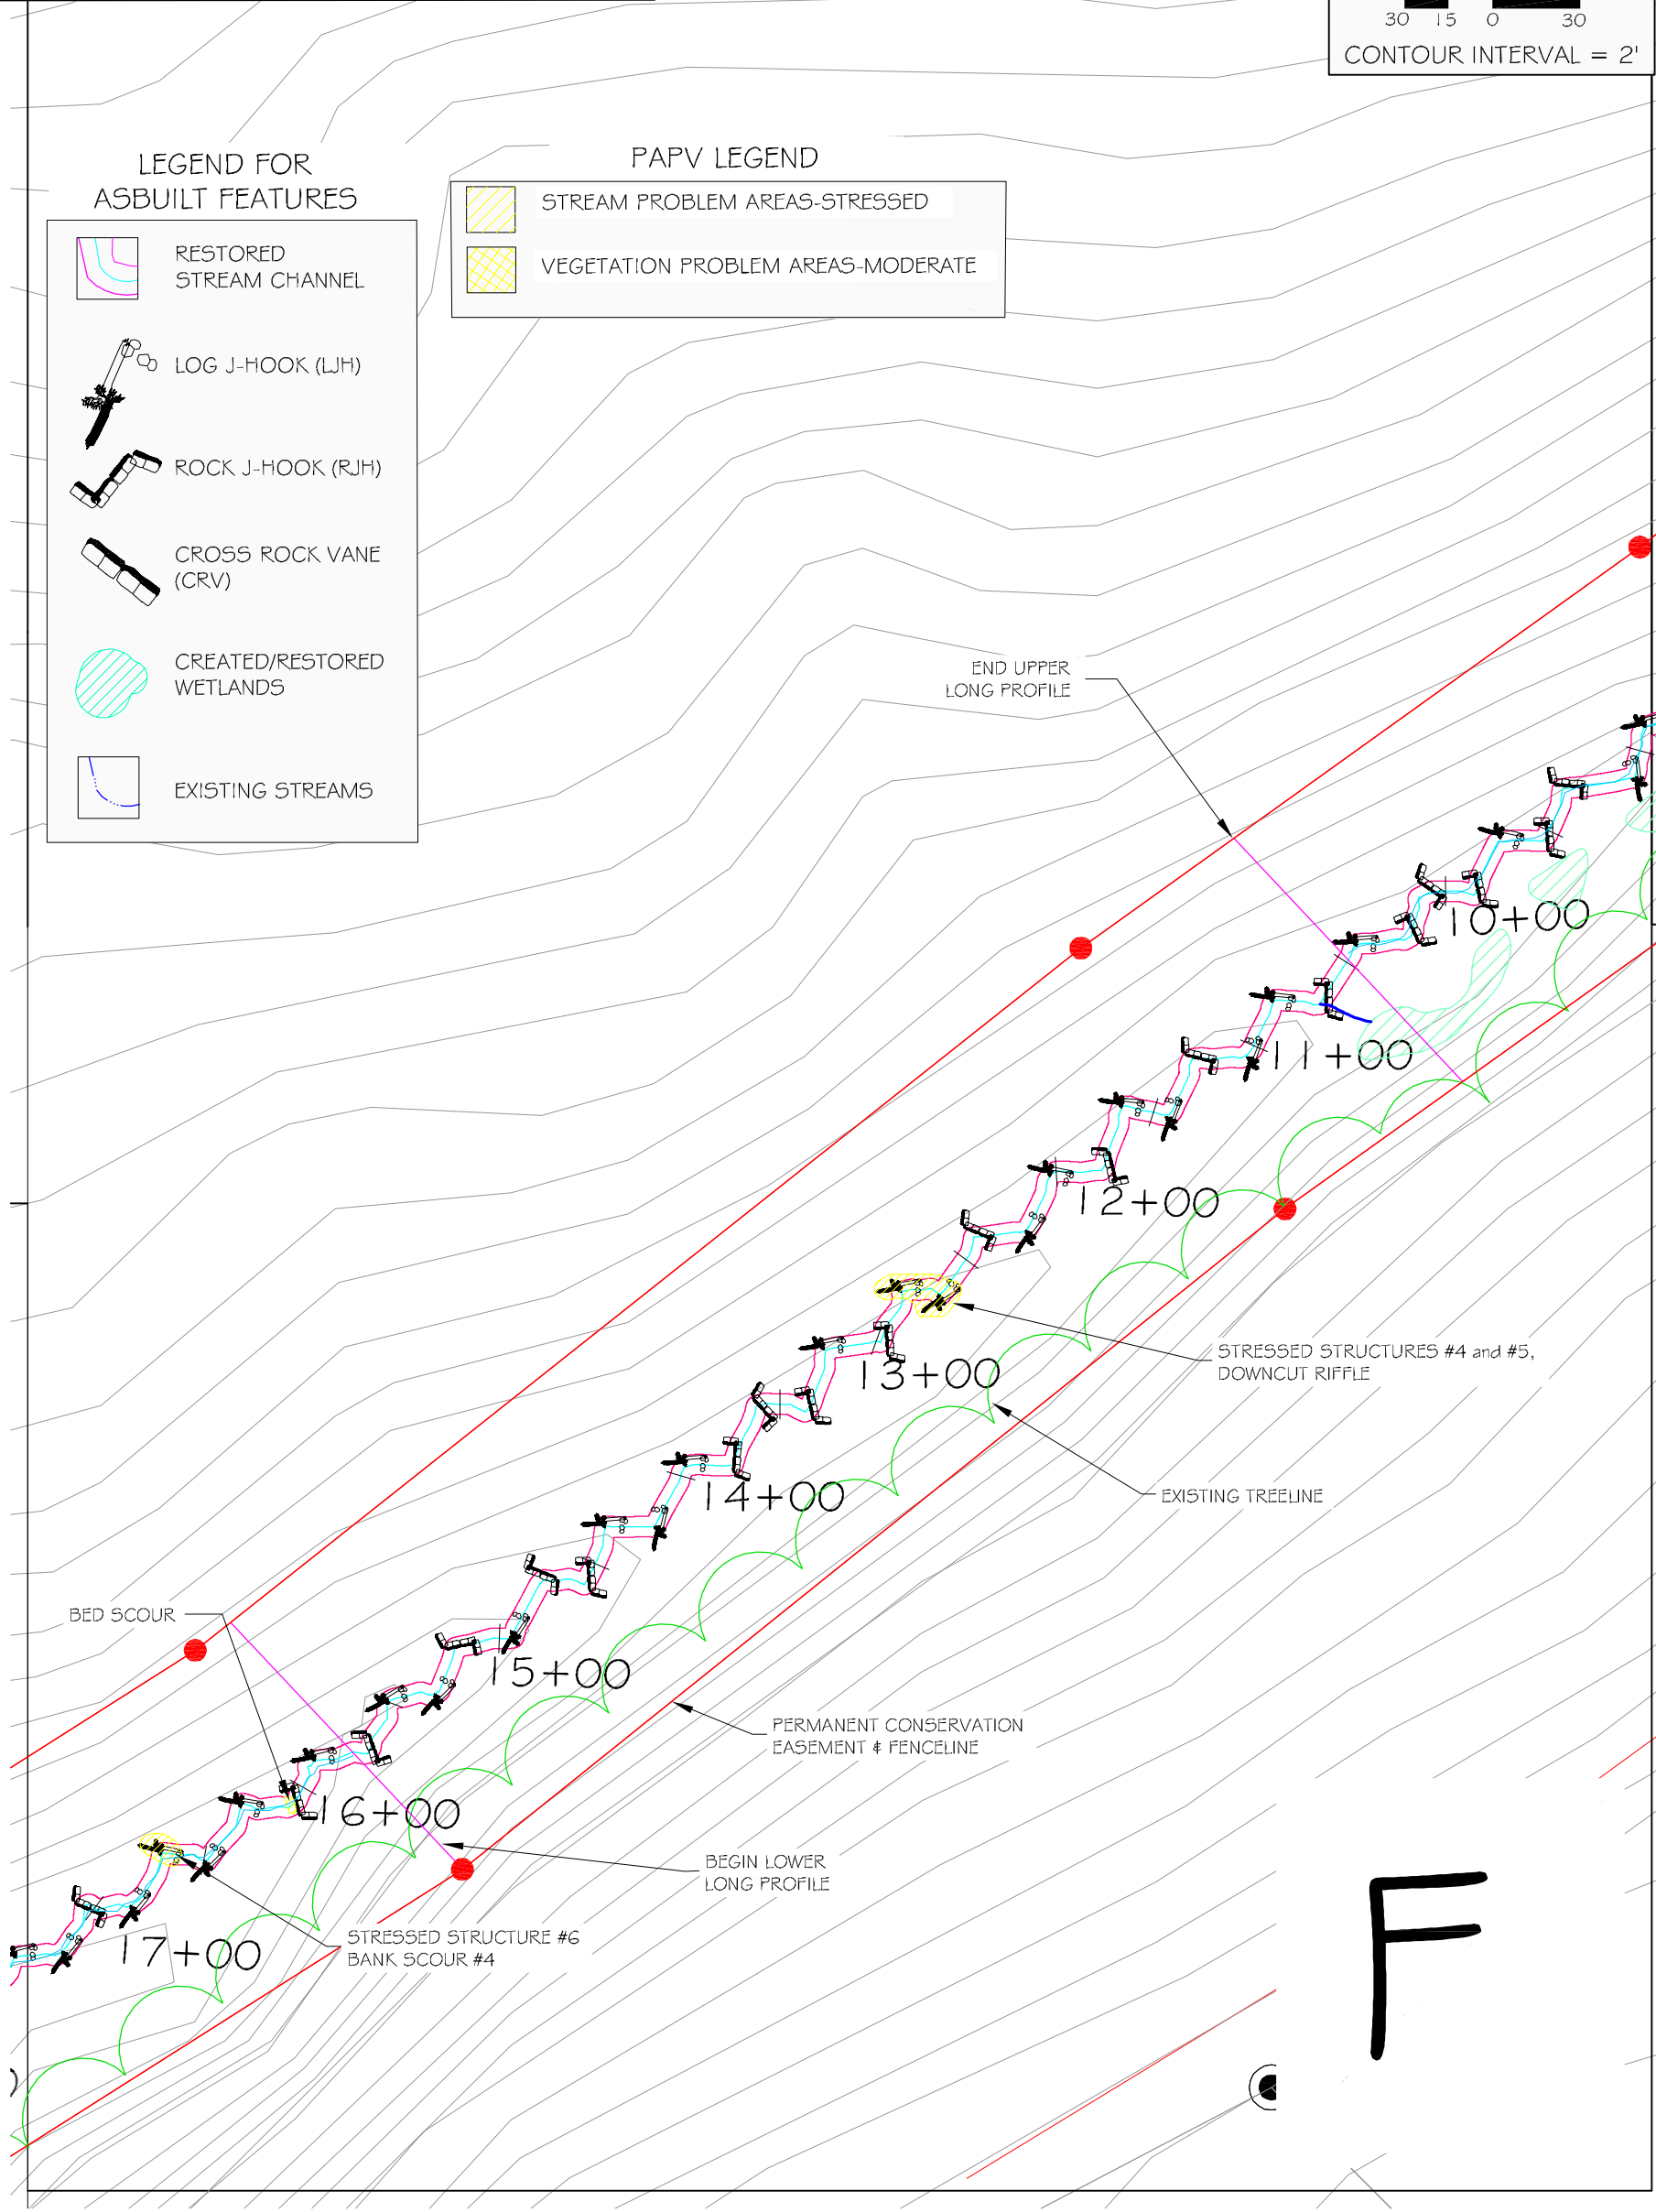 30 15 0 30
CONTOUR INTERVAL = 2'
LEGEND FOR
ASBUILT FEATURES
RESTORED
STREAM CHANNEL
LOG J-HOOK (LJH)
ROCK J-HOOK (RJH)
CROSS ROCK VANE
(CRV)
CREATED/RESTORED
WETLANDS
EXISTING STREAMS
PAPV LEGEND
STREAM PROBLEM AREAS-STRESSED
VEGETATION PROBLEM AREAS-MODERATE
END UPPER
LONG PROFILE
10+00
11+00
12+00
STRESSED STRUCTURES #4 and #5,
DOWNCUT RIFFLE
13+00
14+00
EXISTING TREELINE
BED SCOUR
15+00
PERMANENT CONSERVATION
EASEMENT & FENCELINE
16+00
BEGIN LOWER
LONG PROFILE
STRESSED STRUCTURE #6
BANK SCOUR #4
17+00
F